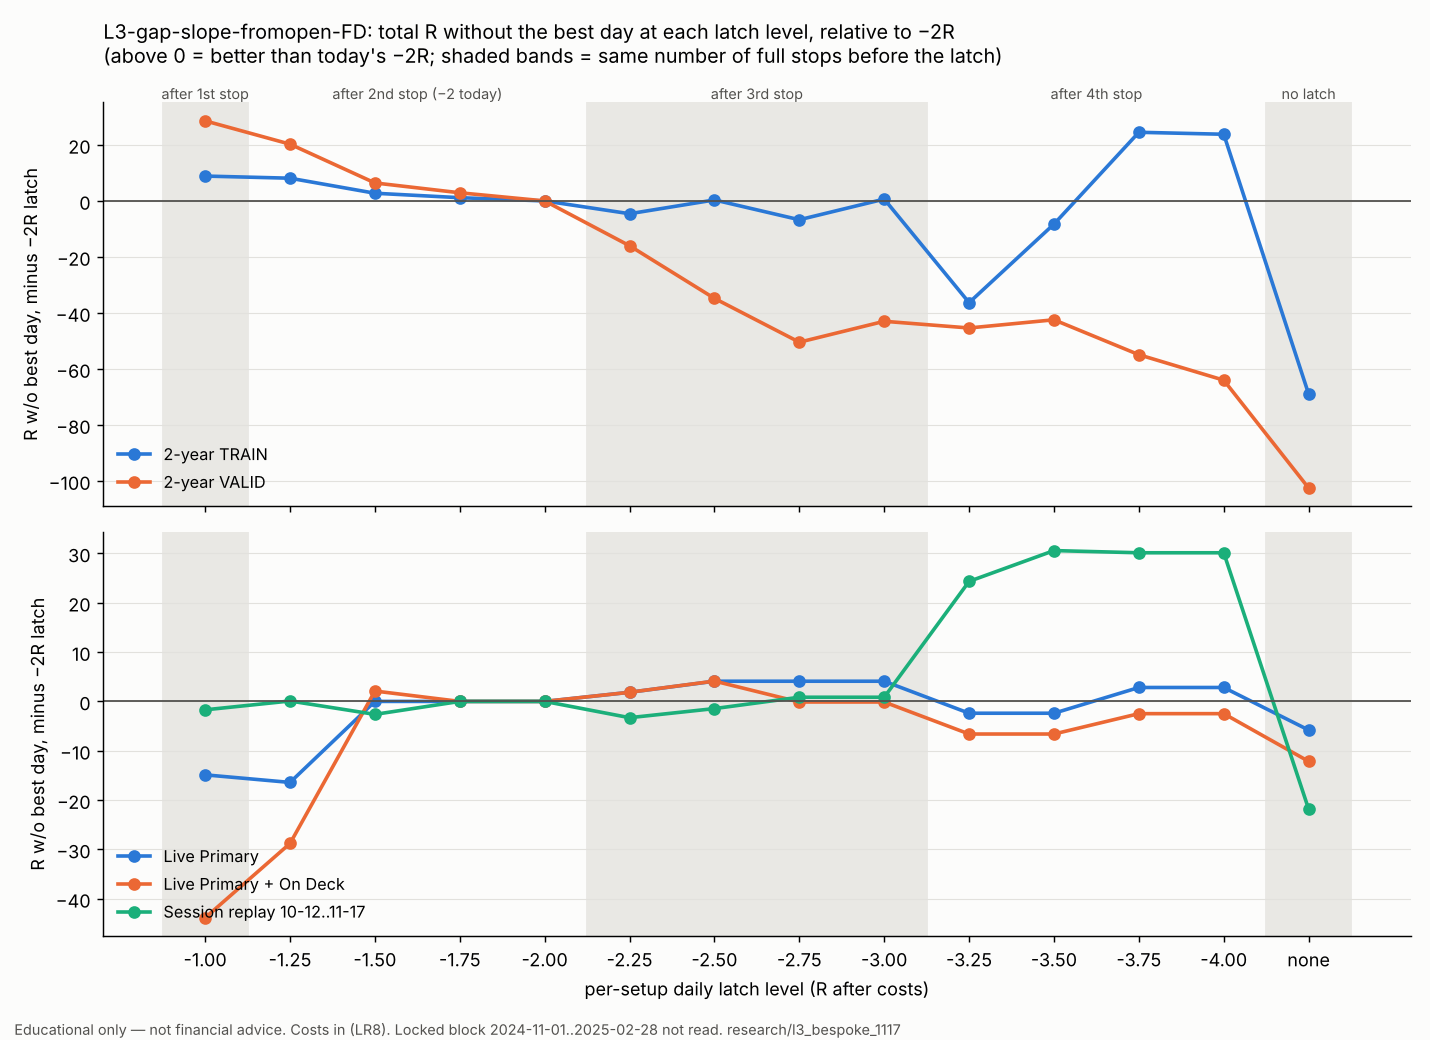 L3-gap-slope-fromopen-FD: total R without the best day at each latch level, relative to −2R
(above 0 = better than today's −2R; shaded bands = same number of full stops before the latch)
after 1st stop
after 2nd stop (−2 today)
after 3rd stop
after 4th stop
no latch
R w/o best day, minus −2R latch
20
0
−20
−40
−60
−80
−100
2-year TRAIN
2-year VALID
R w/o best day, minus −2R latch
30
20
10
0
−10
−20
−30
−40
Live Primary
Live Primary + On Deck
Session replay 10-12..11-17
-1.00
-1.25
-1.50
-1.75
-2.00
-2.25
-2.50
-2.75
-3.00
-3.25
-3.50
-3.75
-4.00
none
per-setup daily latch level (R after costs)
Educational only — not financial advice. Costs in (LR8). Locked block 2024-11-01..2025-02-28 not read. research/l3_bespoke_1117